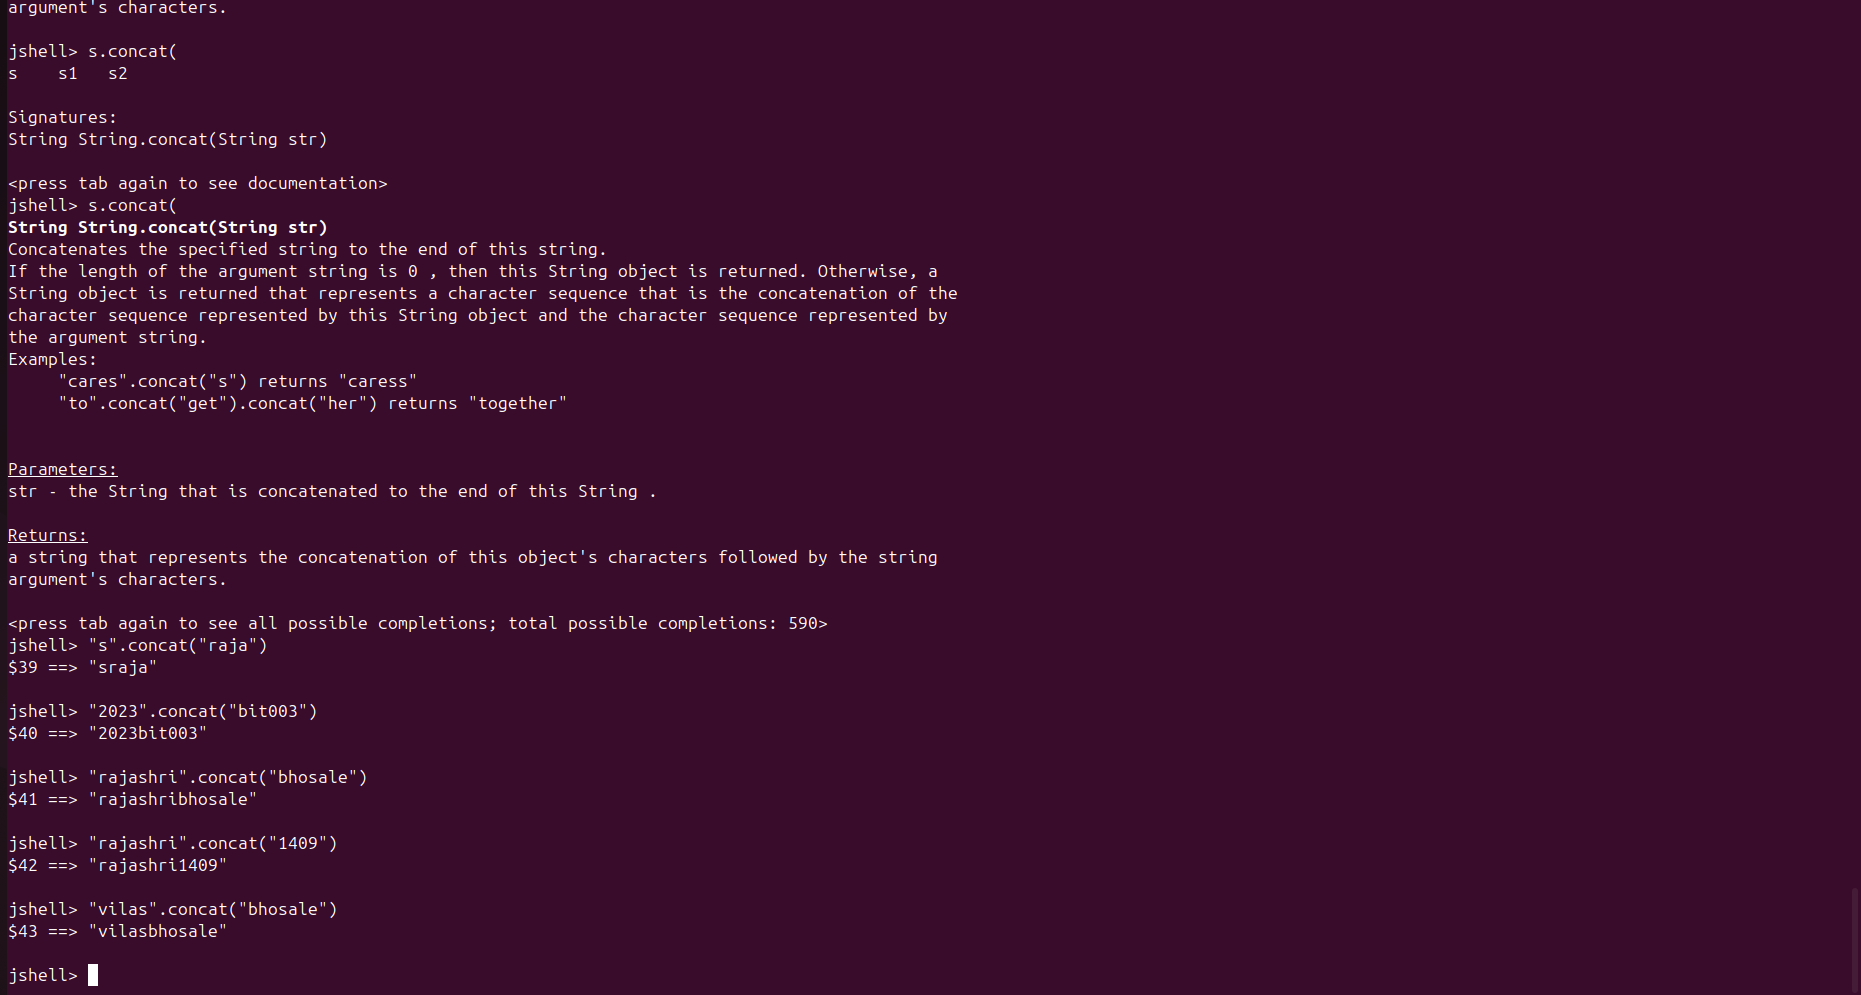 argument's characters.
jshell> s.concat(
s    s1   s2
Signatures:
String String.concat(String str)
<press tab again to see documentation>
jshell> s.concat(
String String.concat(String str)
Concatenates the specified string to the end of this string.
If the length of the argument string is 0 , then this String object is returned. Otherwise, a
String object is returned that represents a character sequence that is the concatenation of the
character sequence represented by this String object and the character sequence represented by
the argument string.
Examples:
     "cares".concat("s") returns "caress"
     "to".concat("get").concat("her") returns "together"
Parameters:
str - the String that is concatenated to the end of this String .
Returns:
a string that represents the concatenation of this object's characters followed by the string
argument's characters.
<press tab again to see all possible completions; total possible completions: 590>
jshell> "s".concat("raja")
$39 ==> "sraja"
jshell> "2023".concat("bit003")
$40 ==> "2023bit003"
jshell> "rajashri".concat("bhosale")
$41 ==> "rajashribhosale"
jshell> "rajashri".concat("1409")
$42 ==> "rajashri1409"
jshell> "vilas".concat("bhosale")
$43 ==> "vilasbhosale"
jshell>